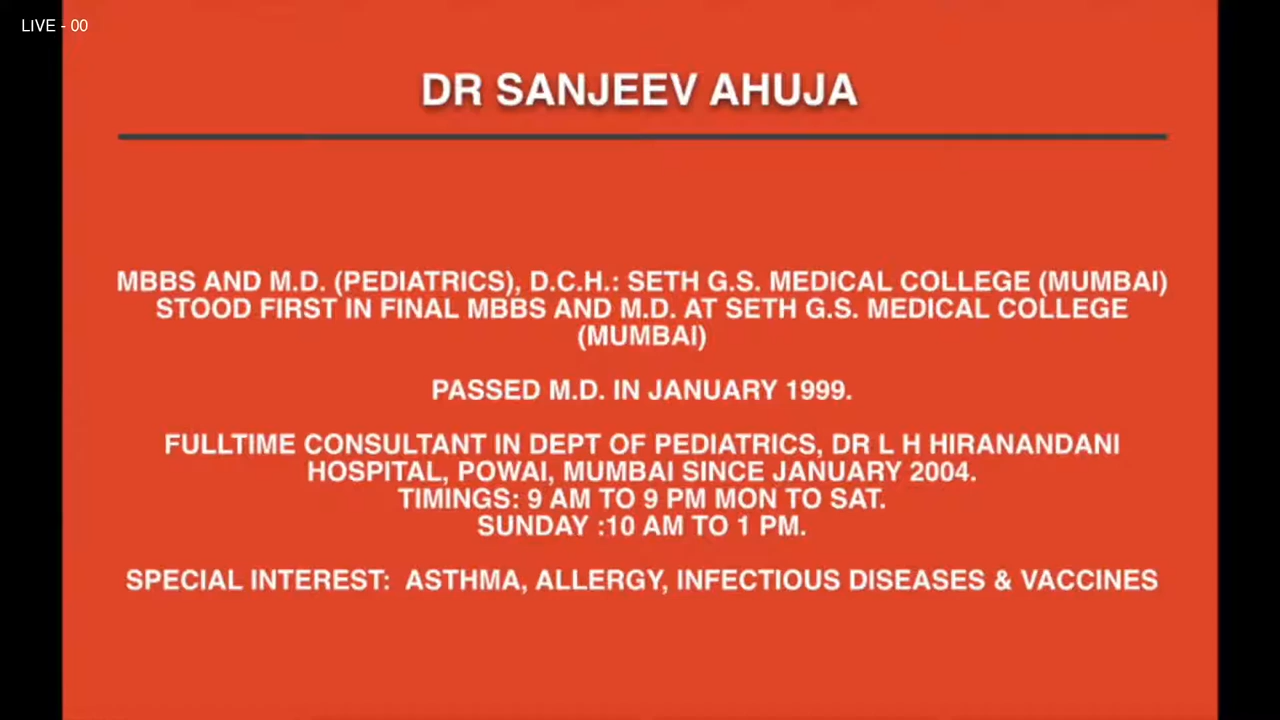 LIVE - 00
DR SANJEEV AHUJA
MBBS AND M.D. (PEDIATRICS), D.C.H.: SETH G.S. MEDICAL COLLEGE (MUMBAI)
STOOD FIRST IN FINAL MBBS AND M.D. AT SETH G.S. MEDICAL COLLEGE
(MUMBAI)
PASSED M.D. IN JANUARY 1999.
FULLTIME CONSULTANT IN DEPT OF PEDIATRICS, DR L H HIRANANDANI
HOSPITAL, POWAI, MUMBAI SINCE JANUARY 2004.
TIMINGS: 9 AM TO 9 PM MON TO SAT.
SUNDAY :10 AM TO 1 PM.
SPECIAL INTEREST:  ASTHMA, ALLERGY, INFECTIOUS DISEASES & VACCINES